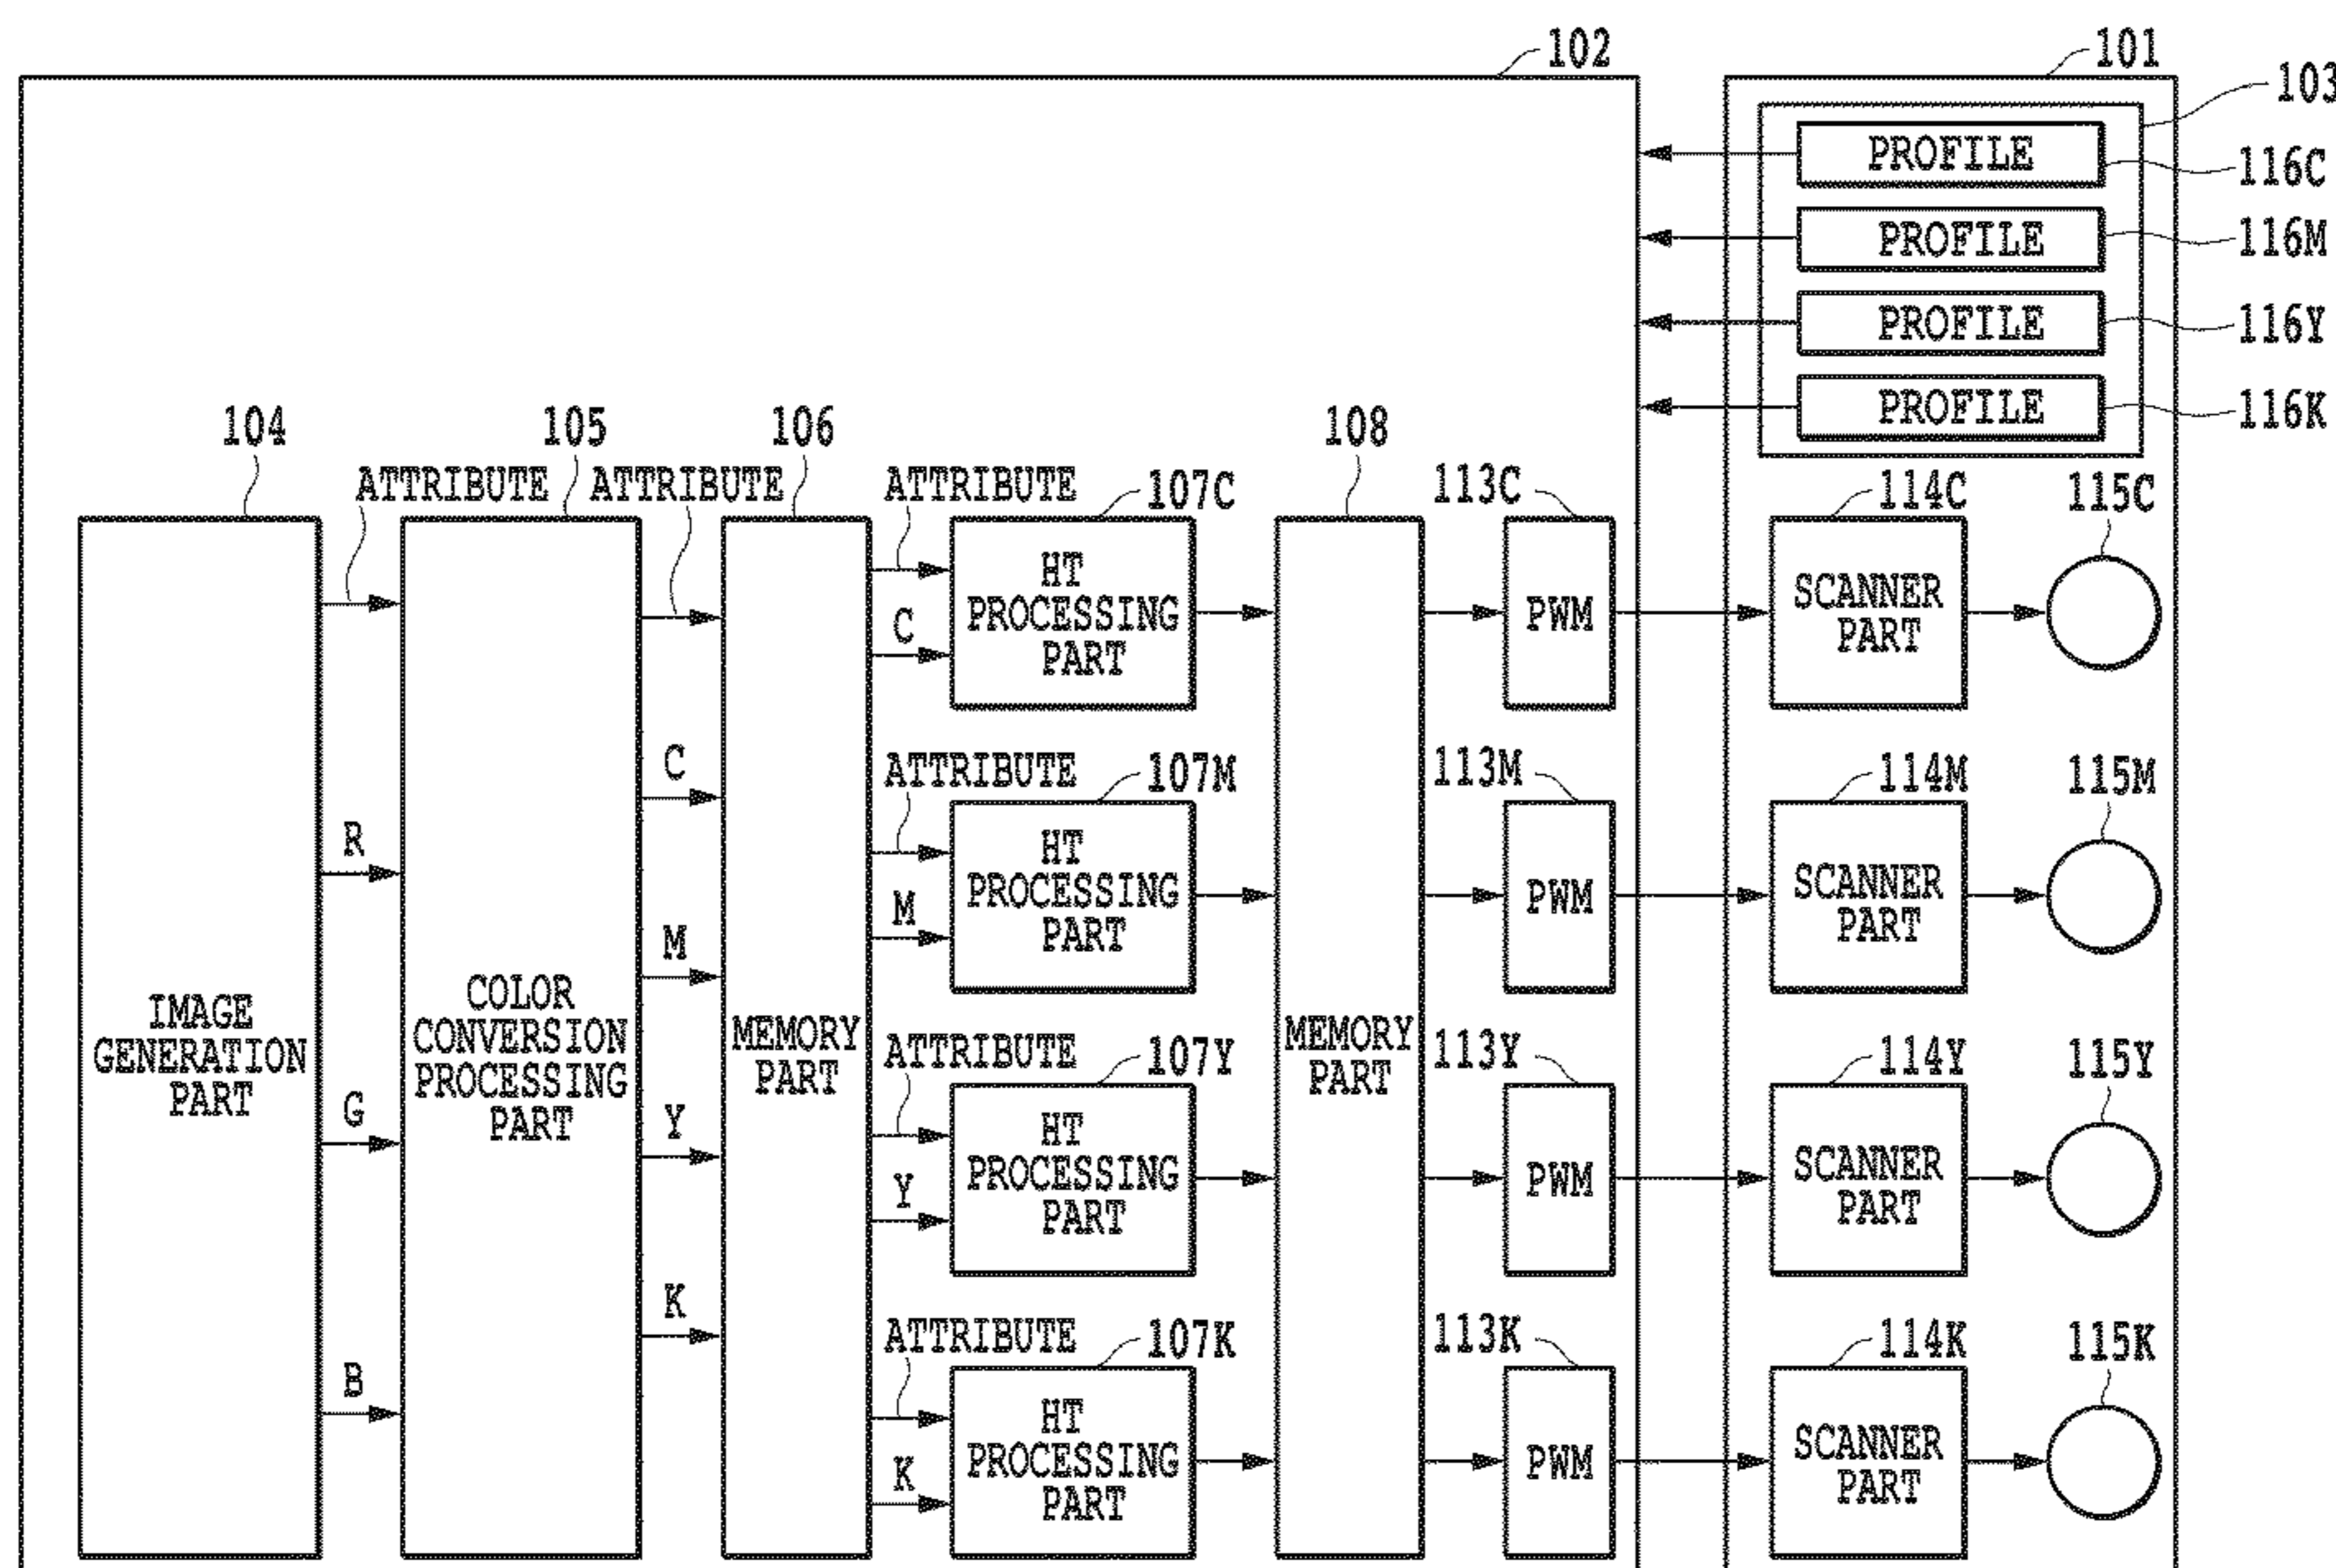 102
101
103
PROFILE
116C
PROFILE
116M
PROFILE
116Y
PROFILE
116K
104
105
106
108
ATTRIBUTE
ATTRIBUTE
ATTRIBUTE
107C
113C
114C
115C
HT
PROCESSING
PART
C
PWM
SCANNER
PART
C
ATTRIBUTE
107M
113M
114M
115M
R
HT
PROCESSING
PART
M
PWM
SCANNER
PART
M
IMAGE
GENERATION
PART
COLOR
CONVERSION
PROCESSING
PART
MEMORY
PART
MEMORY
PART
ATTRIBUTE
107Y
113Y
114Y
115Y
G
Y
HT
PROCESSING
PART
Y
PWM
SCANNER
PART
K
ATTRIBUTE
107K
113K
114K
115K
B
HT
PROCESSING
PART
K
PWM
SCANNER
PART